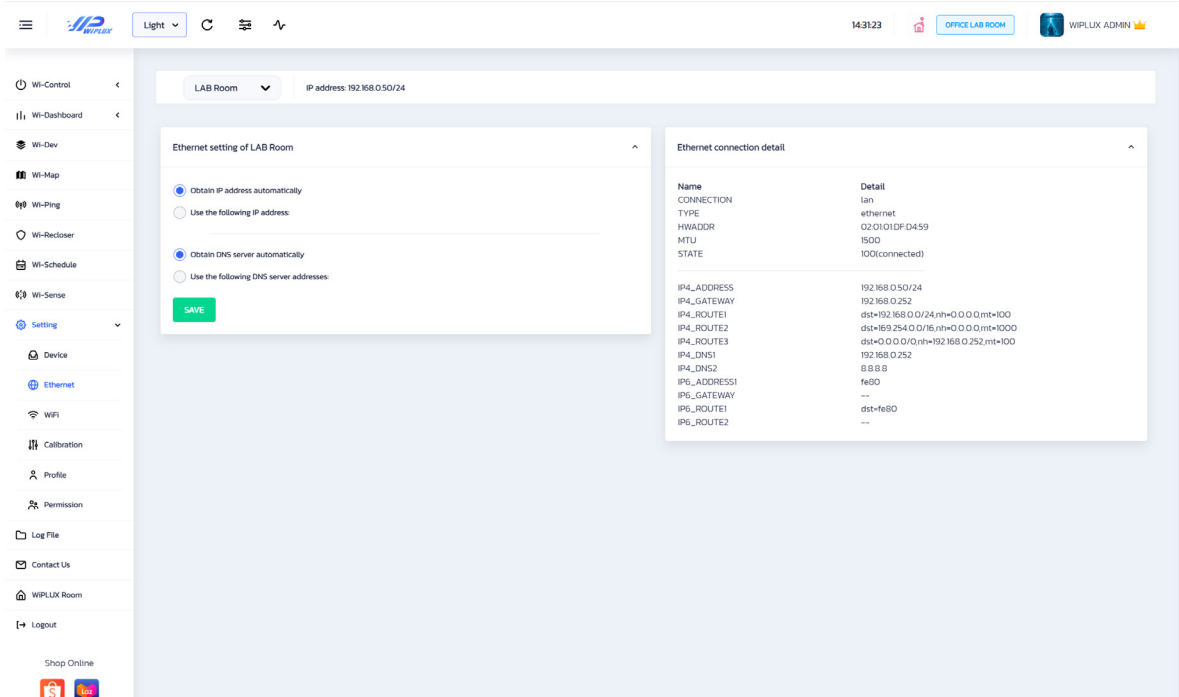 WIPLUX
Light
14:31:23
OFFICE LAB ROOM
WIPLUX ADMIN
Wi-Control
Wi-Dashboard
Wi-Dev
Wi-Map
Wi-Ping
Wi-Recloser
Wi-Schedule
Wi-Sense
Setting
Device
Ethernet
WiFi
Calibration
Profile
Permission
Log File
Contact Us
WiPLUX Room
Logout
Shop Online
S
Laz
LAB Room
IP address: 192.168.0.50/24
Ethernet setting of LAB Room
Obtain IP address automatically
Use the following IP address:
Obtain DNS server automatically
Use the following DNS server addresses:
SAVE
Ethernet connection detail
Name Detail
CONNECTION lan
TYPE ethernet
HWADDR 02:01:01:DF:D4:59
MTU 1500
STATE 100(connected)
IP4_ADDRESS 192.168.0.50/24
IP4_GATEWAY 192.168.0.252
IP4_ROUTE1 dst=192.168.0.0/24,nh=0.0.0.0,mt=100
IP4_ROUTE2 dst=169.254.0.0/16,nh=0.0.0.0,mt=1000
IP4_ROUTE3 dst=0.0.0.0/0,nh=192.168.0.252,mt=100
IP4_DNS1 192.168.0.252
IP4_DNS2 8.8.8.8
IP6_ADDRESS1 fe80
IP6_GATEWAY --
IP6_ROUTE1 dst=fe80
IP6_ROUTE2 --